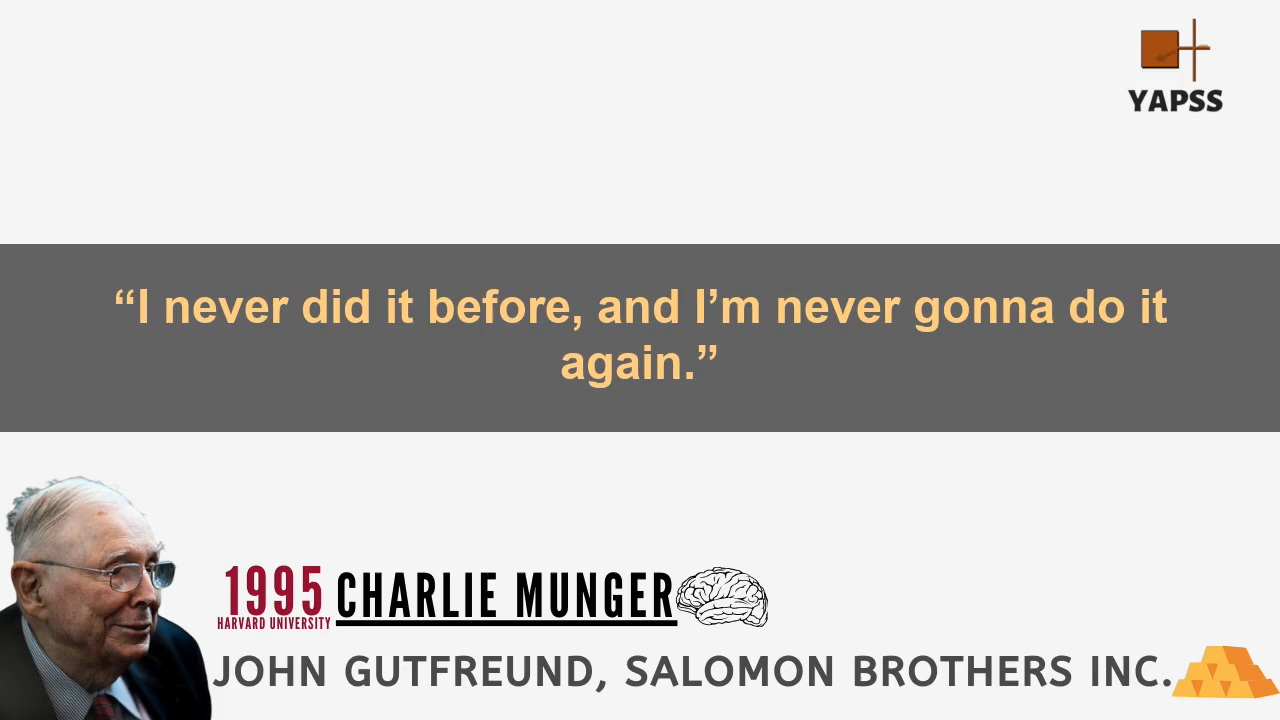 YAPSS
“I never did it before, and I’m never gonna do it
again.”
1995 CHARLIE MUNGER
HARVARD UNIVERSITY
JOHN GUTFREUND, SALOMON BROTHERS INC.